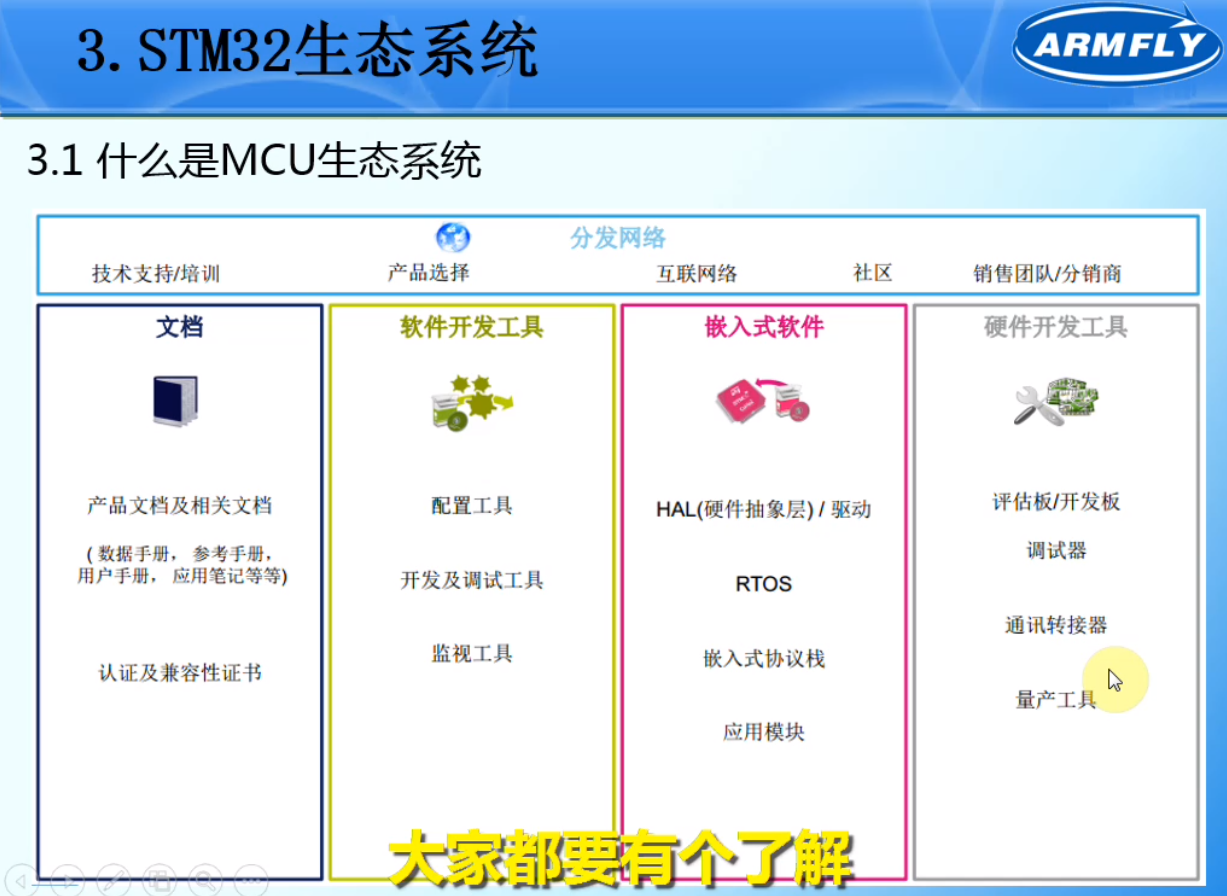 3.STM32生态系统
ARMFLY
3.1 什么是MCU生态系统
分发网络
技术支持/培训 产品选择 互联网络 社区 销售团队/分销商
文档
产品文档及相关文档
( 数据手册， 参考手册，
用户手册， 应用笔记等等)
认证及兼容性证书
软件开发工具
配置工具
开发及调试工具
监视工具
嵌入式软件
HAL(硬件抽象层) / 驱动
RTOS
嵌入式协议栈
应用模块
硬件开发工具
评估板/开发板
调试器
通讯转接器
量产工具
大家都要有个了解